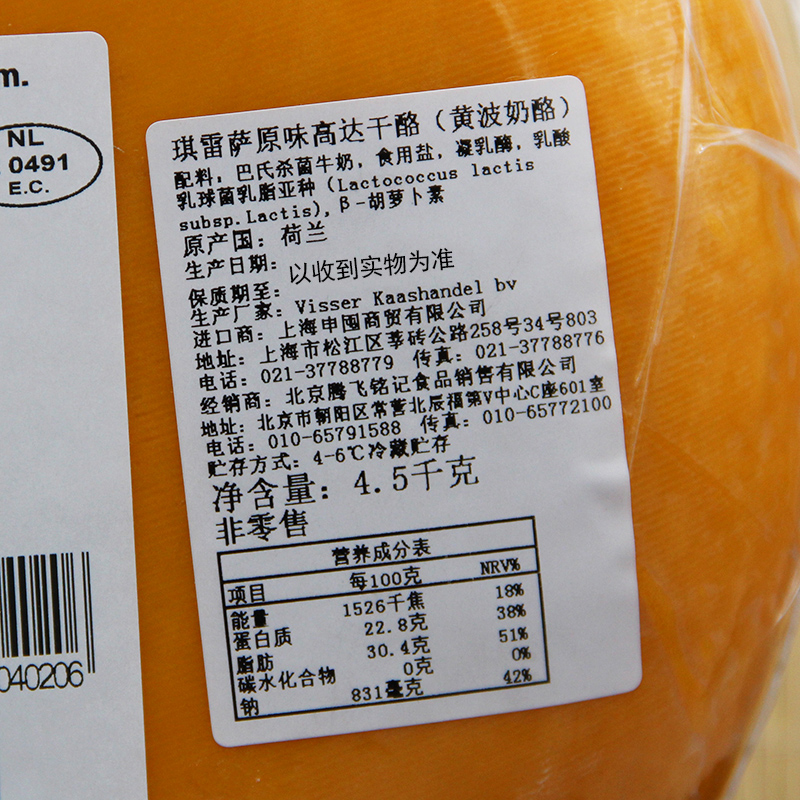 m.
NL
0491
E.C.
040206
琪雷萨原味高达干酪（黄波奶酪）
配料，巴氏杀菌牛奶，食用盐，凝乳酶，乳酸
乳球菌乳脂亚种（Lactococcus lactis
subsp.Lactis），β-胡萝卜素
原产国：荷兰
生产日期：
以收到实物为准
保质期至：
生产厂家：Visser Kaashandel bv
进口商：上海申囤商贸有限公司
地址：上海市松江区莘砖公路258号34号803
电话：021-37788779 传真：021-37788776
经销商：北京腾飞铭记食品销售有限公司
地址：北京市朝阳区常营北辰福第V中心C座601室
电话：010-65791588 传真：010-65772100
贮存方式：4-6℃冷藏贮存
净含量：4.5千克
非零售
营养成分表
项目 每100克 NRV%
能量 1526千焦 18%
蛋白质 22.8克 38%
脂肪 30.4克 51%
碳水化合物 0克 0%
钠 831毫克 42%